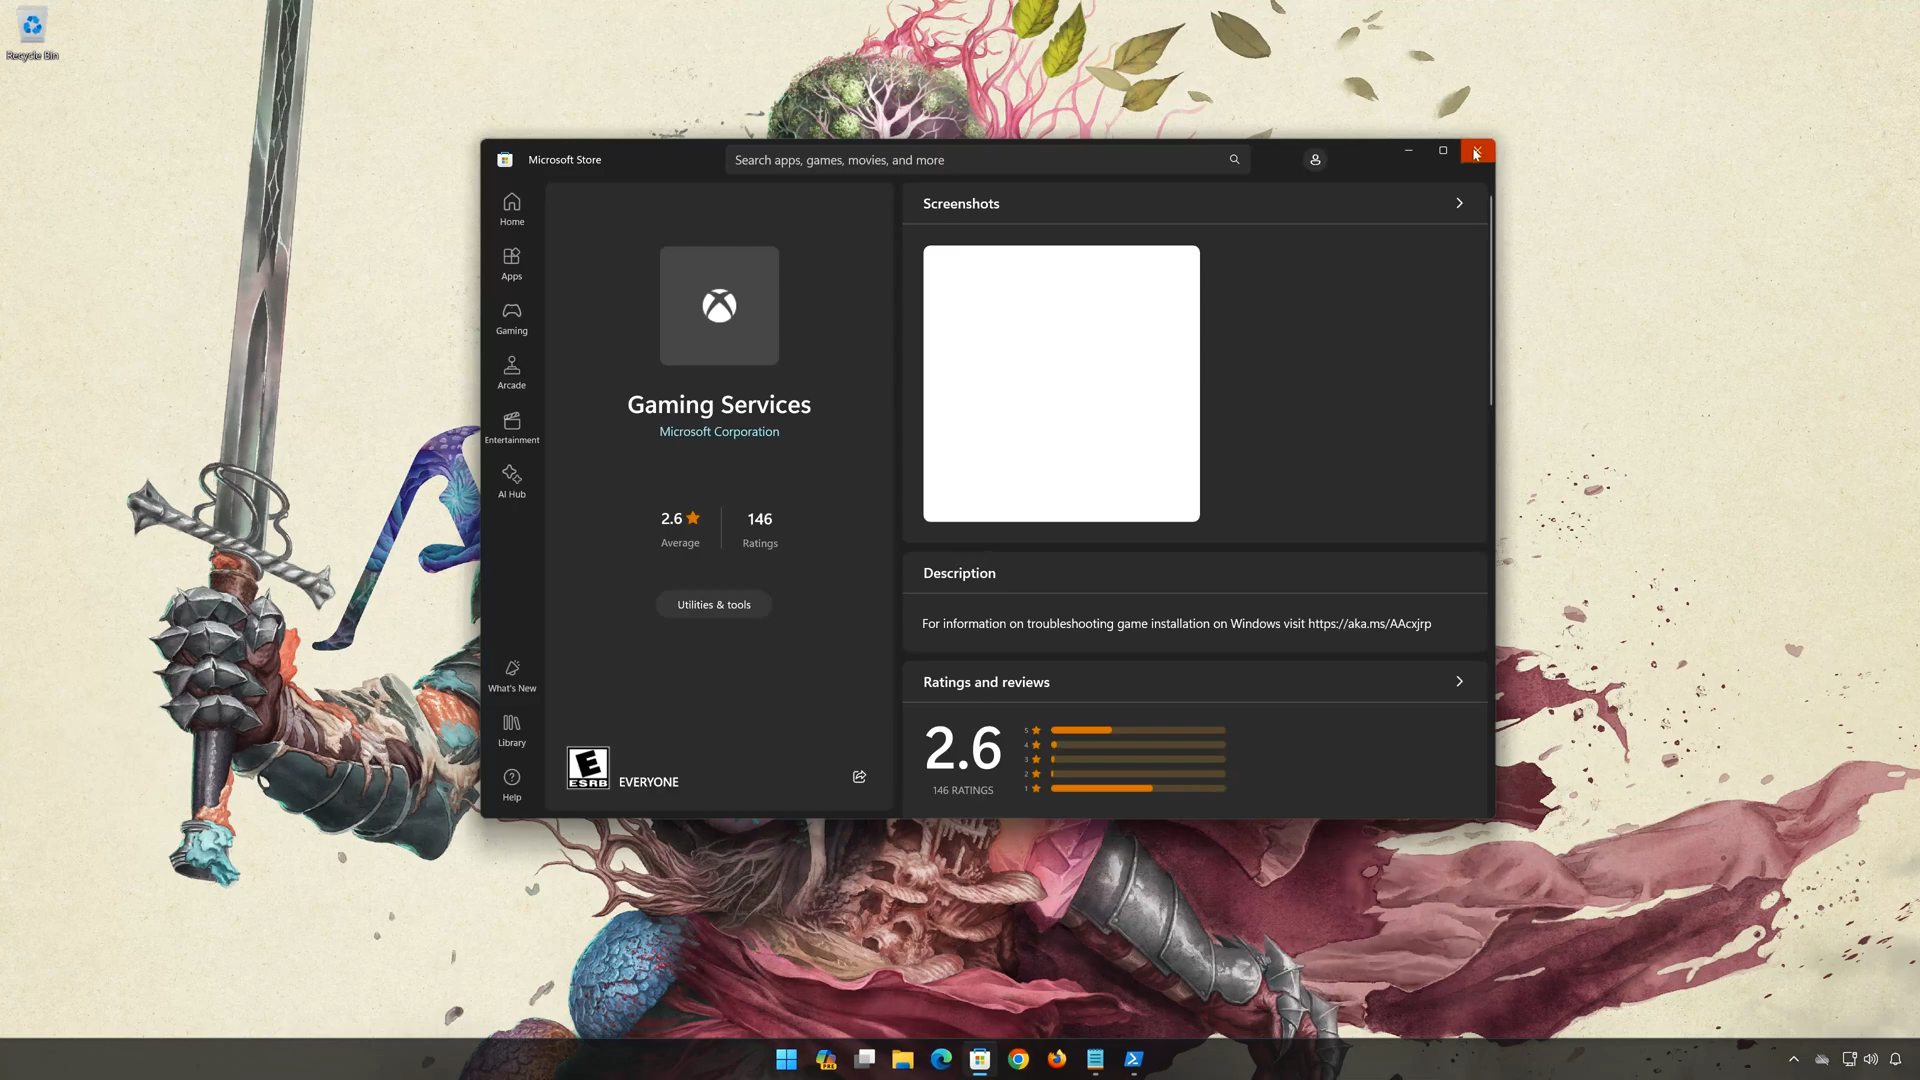 Recycle Bin
Microsoft Store
Search apps, games, movies, and more
Home
Apps
Gaming
Arcade
Entertainment
AI Hub
What's New
Library
Help
Gaming Services
Microsoft Corporation
2.6
Average
146
Ratings
Utilities & tools
E
ESRB
EVERYONE
Screenshots
Description
For information on troubleshooting game installation on Windows visit https://aka.ms/AAcxjrp
Ratings and reviews
2.6
146 RATINGS
5
4
3
2
1
PRE